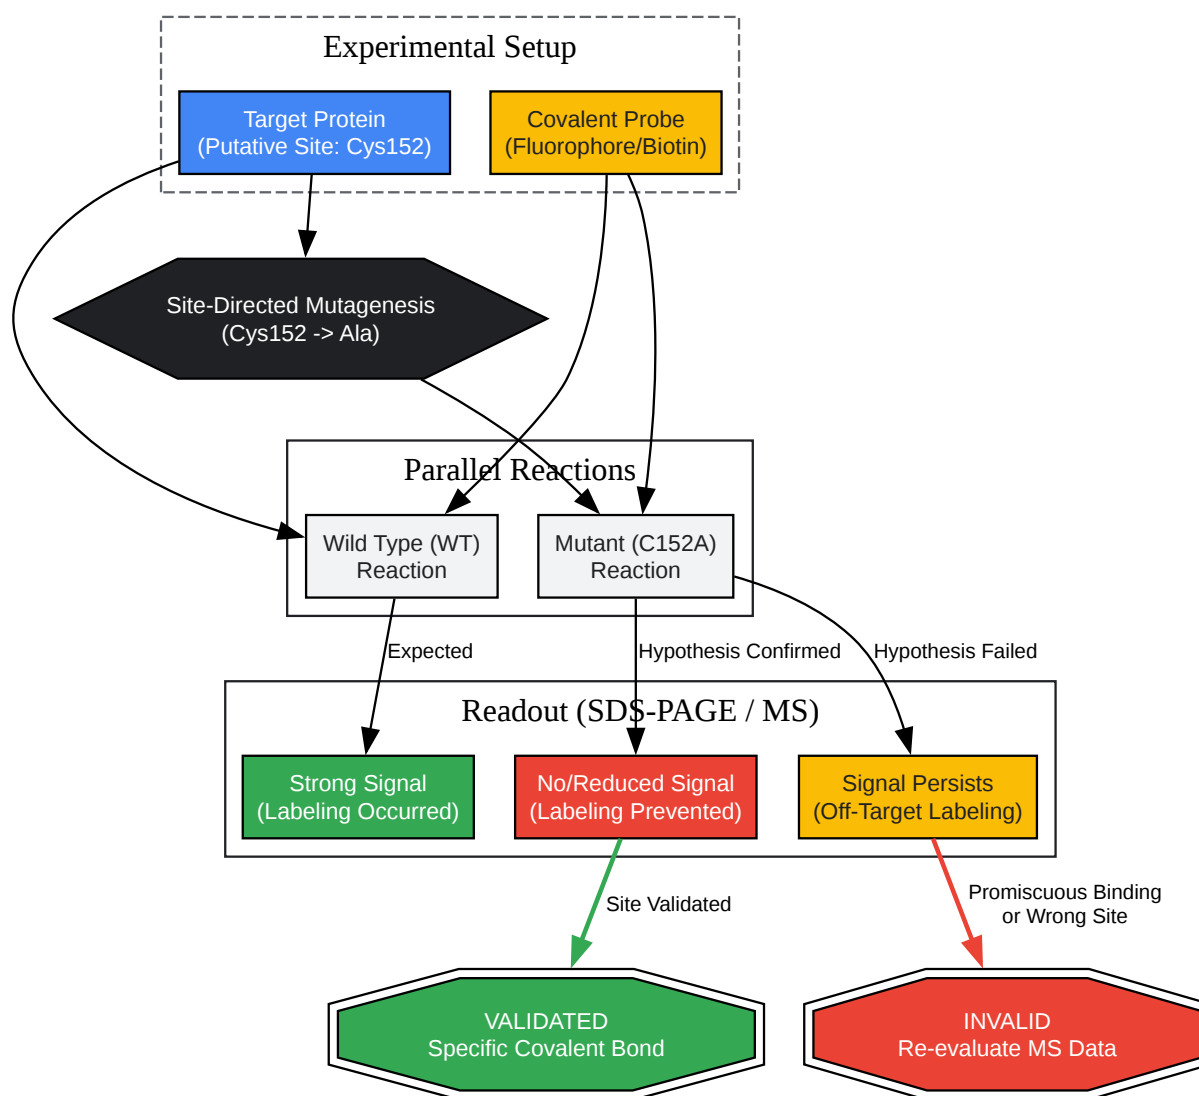 Experimental Setup
Target Protein
(Putative Site: Cys152)
Covalent Probe
(Fluorophore/Biotin)
Site-Directed Mutagenesis
(Cys152 -> Ala)
Parallel Reactions
Wild Type (WT)
Reaction
Mutant (C152A)
Reaction
Expected
Hypothesis Confirmed
Hypothesis Failed
Readout (SDS-PAGE / MS)
Strong Signal
(Labeling Occurred)
No/Reduced Signal
(Labeling Prevented)
Signal Persists
(Off-Target Labeling)
Site Validated
Promiscuous Binding
or Wrong Site
VALIDATED
Specific Covalent Bond
INVALID
Re-evaluate MS Data